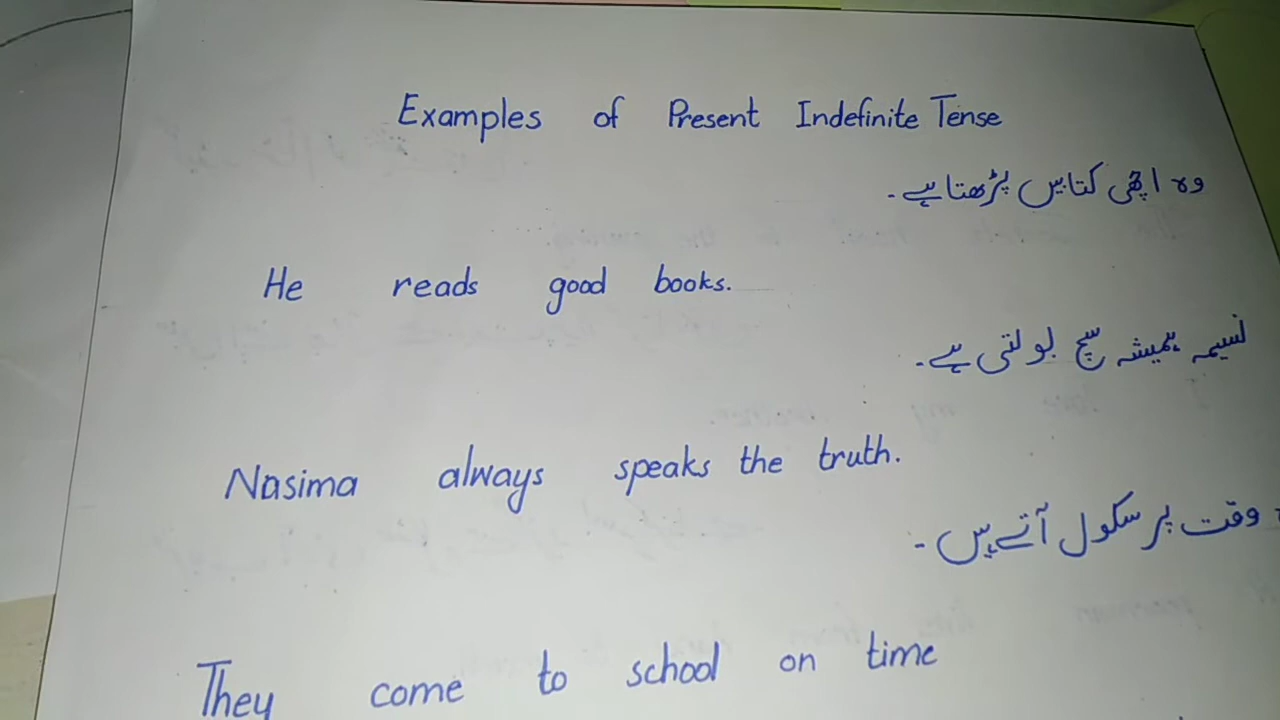 Examples of Present Indefinite Tense
وہ اچھی کتابیں پڑھتا ہے۔
He reads good books.
نسیمہ ہمیشہ سچ بولتی ہے۔
Nasima always speaks the truth.
وقت پر سکول آتے ہیں۔
They come to school on time